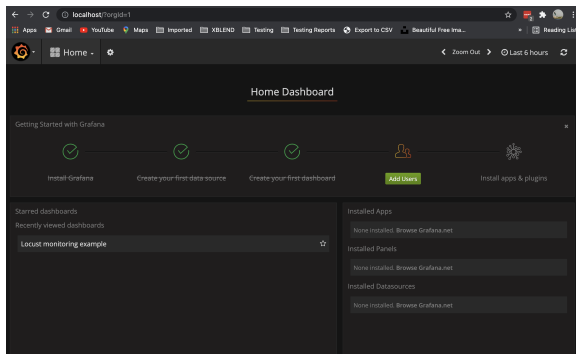 localhost/?orgId=1
Apps Gmail YouTube Maps Imported XBLEND Testing Testing Reports Export to CSV Beautiful Free Ima... » Reading List
Home Zoom Out Last 6 hours
Home Dashboard
Getting Started with Grafana
Install Grafana Create your first data source Create your first dashboard Add Users Install apps & plugins
Starred dashboards
Recently viewed dashboards
Locust monitoring example
Installed Apps
None installed. Browse Grafana.net
Installed Panels
None installed. Browse Grafana.net
Installed Datasources
None installed. Browse Grafana.net